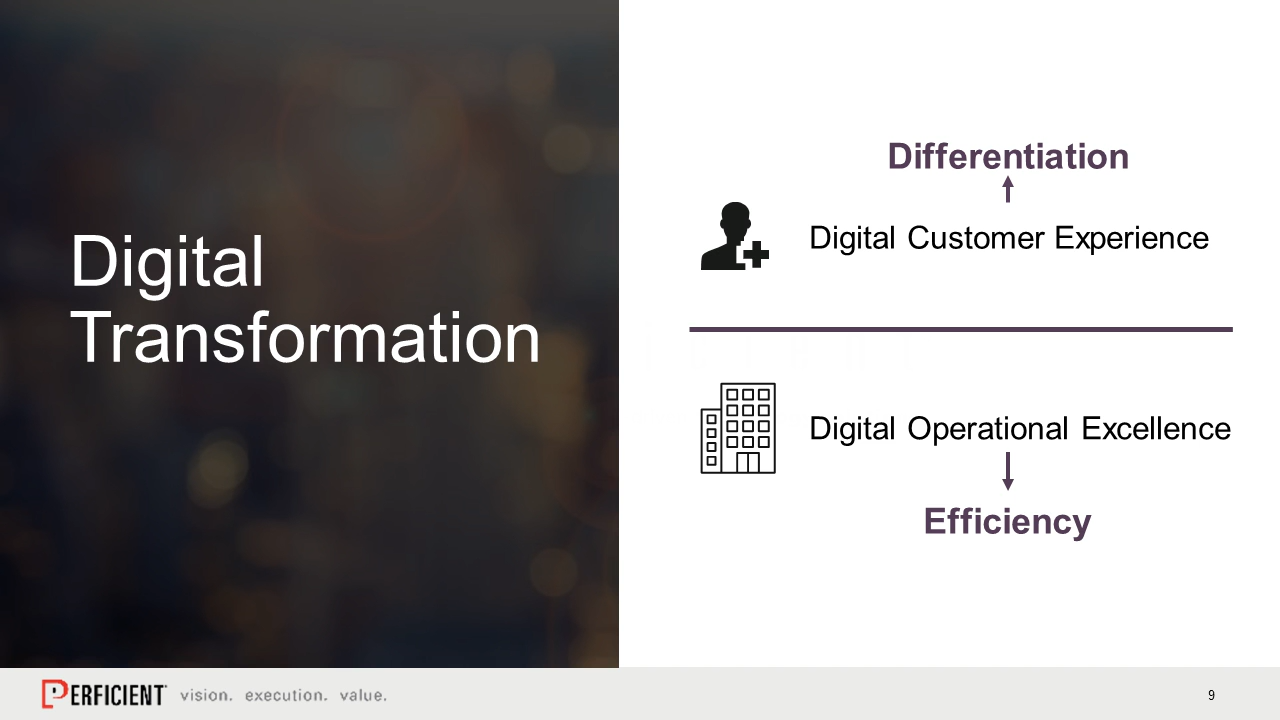 Digital
Transformation
Differentiation
Digital Customer Experience
Digital Operational Excellence
Efficiency
PERFICIENT vision. execution. value.
9